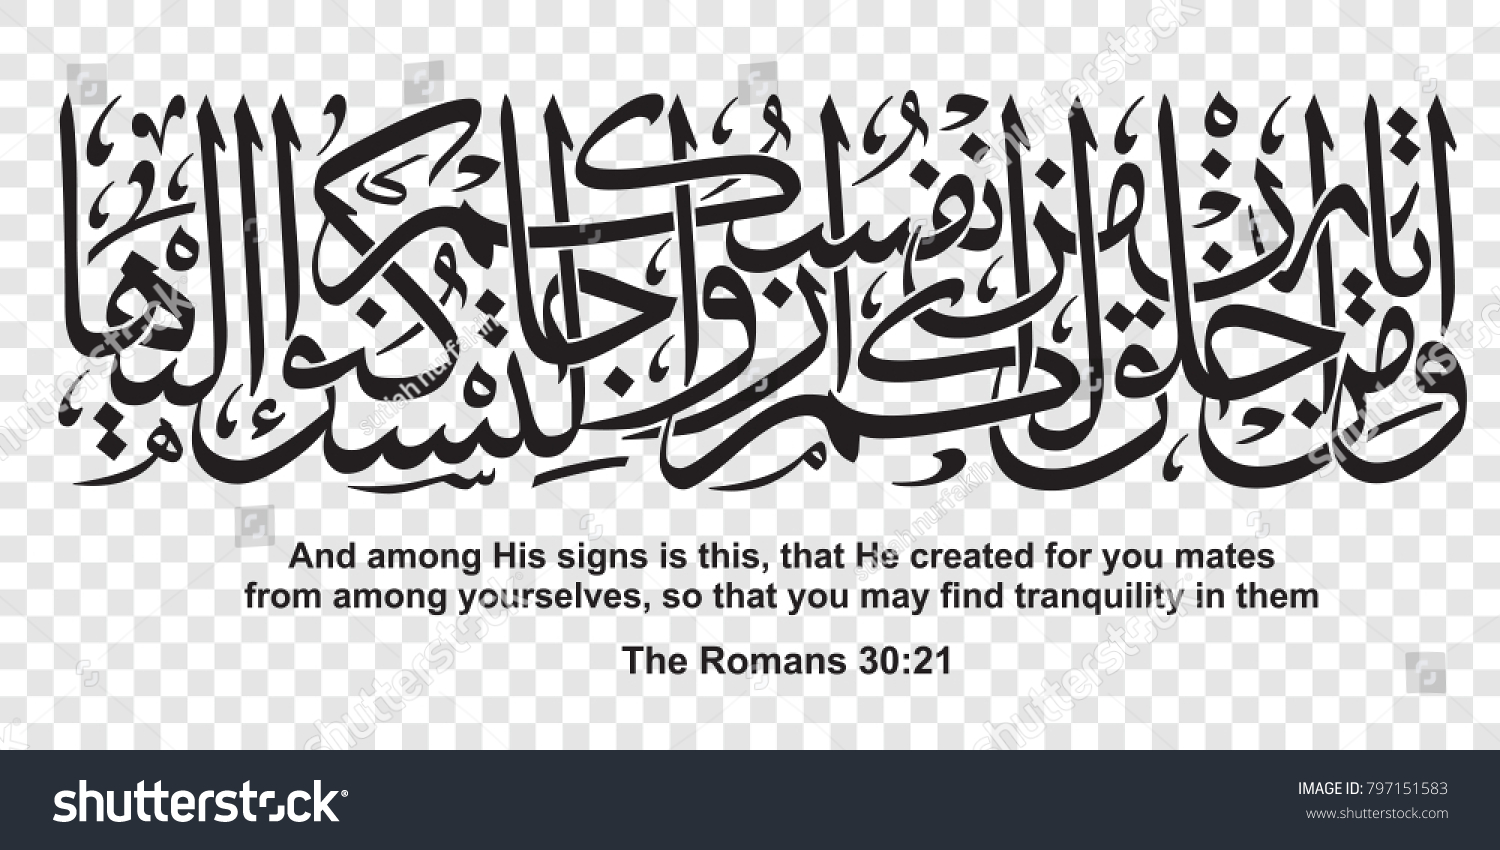 ومن آياته أن خلق لكم من أنفسكم أزواجا لتسكنوا إليها
And among His signs is this, that He created for you mates
from among yourselves, so that you may find tranquility in them
The Romans 30:21
shutterstock
IMAGE ID: 797151583
www.shutterstock.com